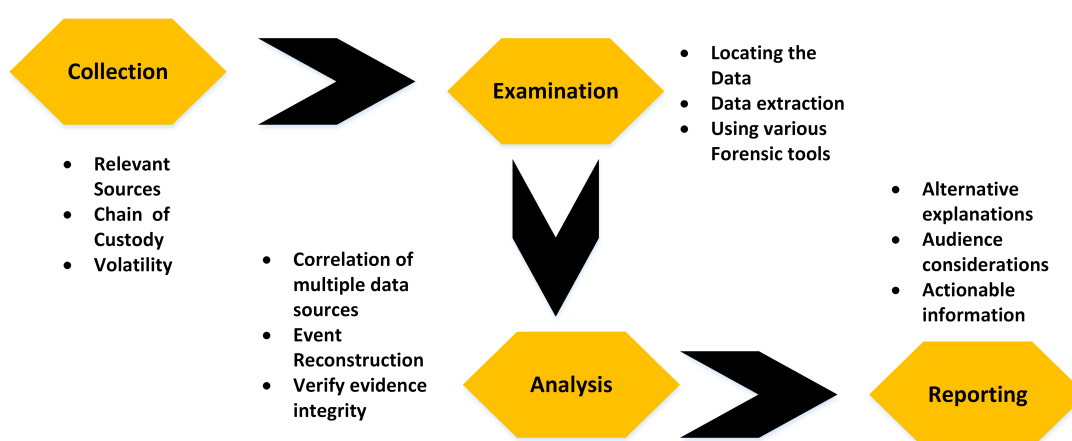 Collection
• Relevant
Sources
• Chain of
Custody
• Volatility
Examination
• Locating the
Data
• Data extraction
• Using various
Forensic tools
• Correlation of
multiple data
sources
• Event
Reconstruction
• Verify evidence
integrity
Analysis
• Alternative
explanations
• Audience
considerations
• Actionable
information
Reporting